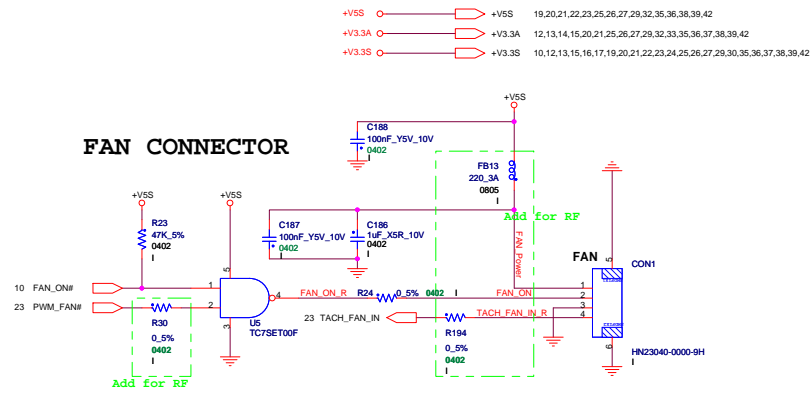 +V5S +V5S 19,20,21,22,23,25,26,27,29,32,35,36,38,39,42
+V3.3A +V3.3A 12,13,14,15,20,21,25,26,27,29,32,33,35,36,37,38,39,42
+V3.3S +V3.3S 10,12,13,15,16,17,19,20,21,22,23,24,25,26,27,29,30,35,36,37,38,39,42
+V5S
FAN CONNECTOR
C188
100nF_Y5V_10V
0402
I
FB13
220_3A
0805
I
Add for RF
+V5S +V5S
R23
47K_5%
0402
I
C187
100nF_Y5V_10V
0402
I
C186
1uF_X5R_10V
0402
I
FAN_Power
FAN
CON1
5
10 FAN_ON# 1
23 PWM_FAN# 2
5
4
3
U5
TC7SET00F
FAN_ON_R R24 0_5% 0402 I FAN_ON
23 TACH_FAN_IN TACH_FAN_IN_R
1
2
3
4
R30
0_5%
0402
I
Add for RF
R194
0_5%
0402
I
6
HN23040-0000-9H
I